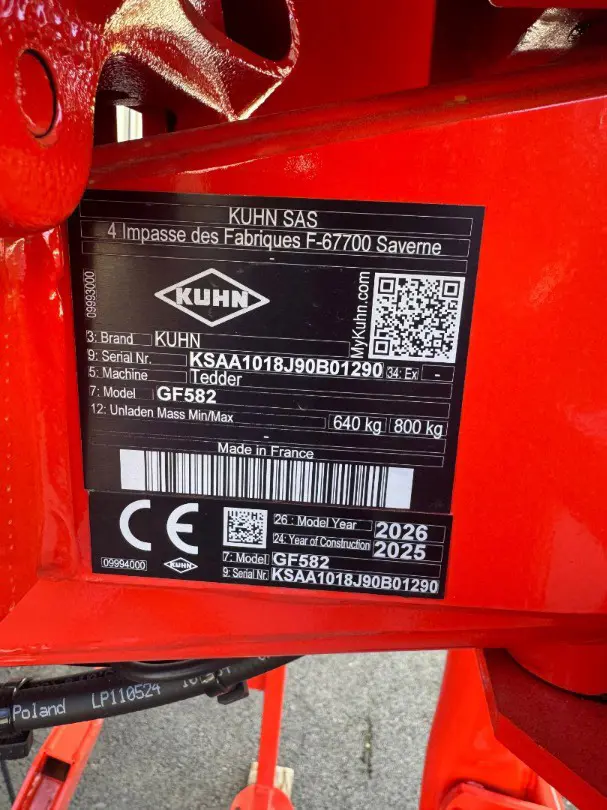 KUHN SAS
4 Impasse des Fabriques F-67700 Saverne
-
09993000
KUHN
MyKuhn.com
3: Brand KUHN
9: Serial Nr. KSAA1018J90B01290 34: Ex -
5: Machine Tedder
7: Model GF582
12: Unladen Mass Min/Max 640 kg 800 kg
-
Made in France
CE
26 : Model Year 2026
24: Year of Construction 2025
7: Model GF582
9: Serial Nr. KSAA1018J90B01290
09994000 KUHN
Poland LP110524